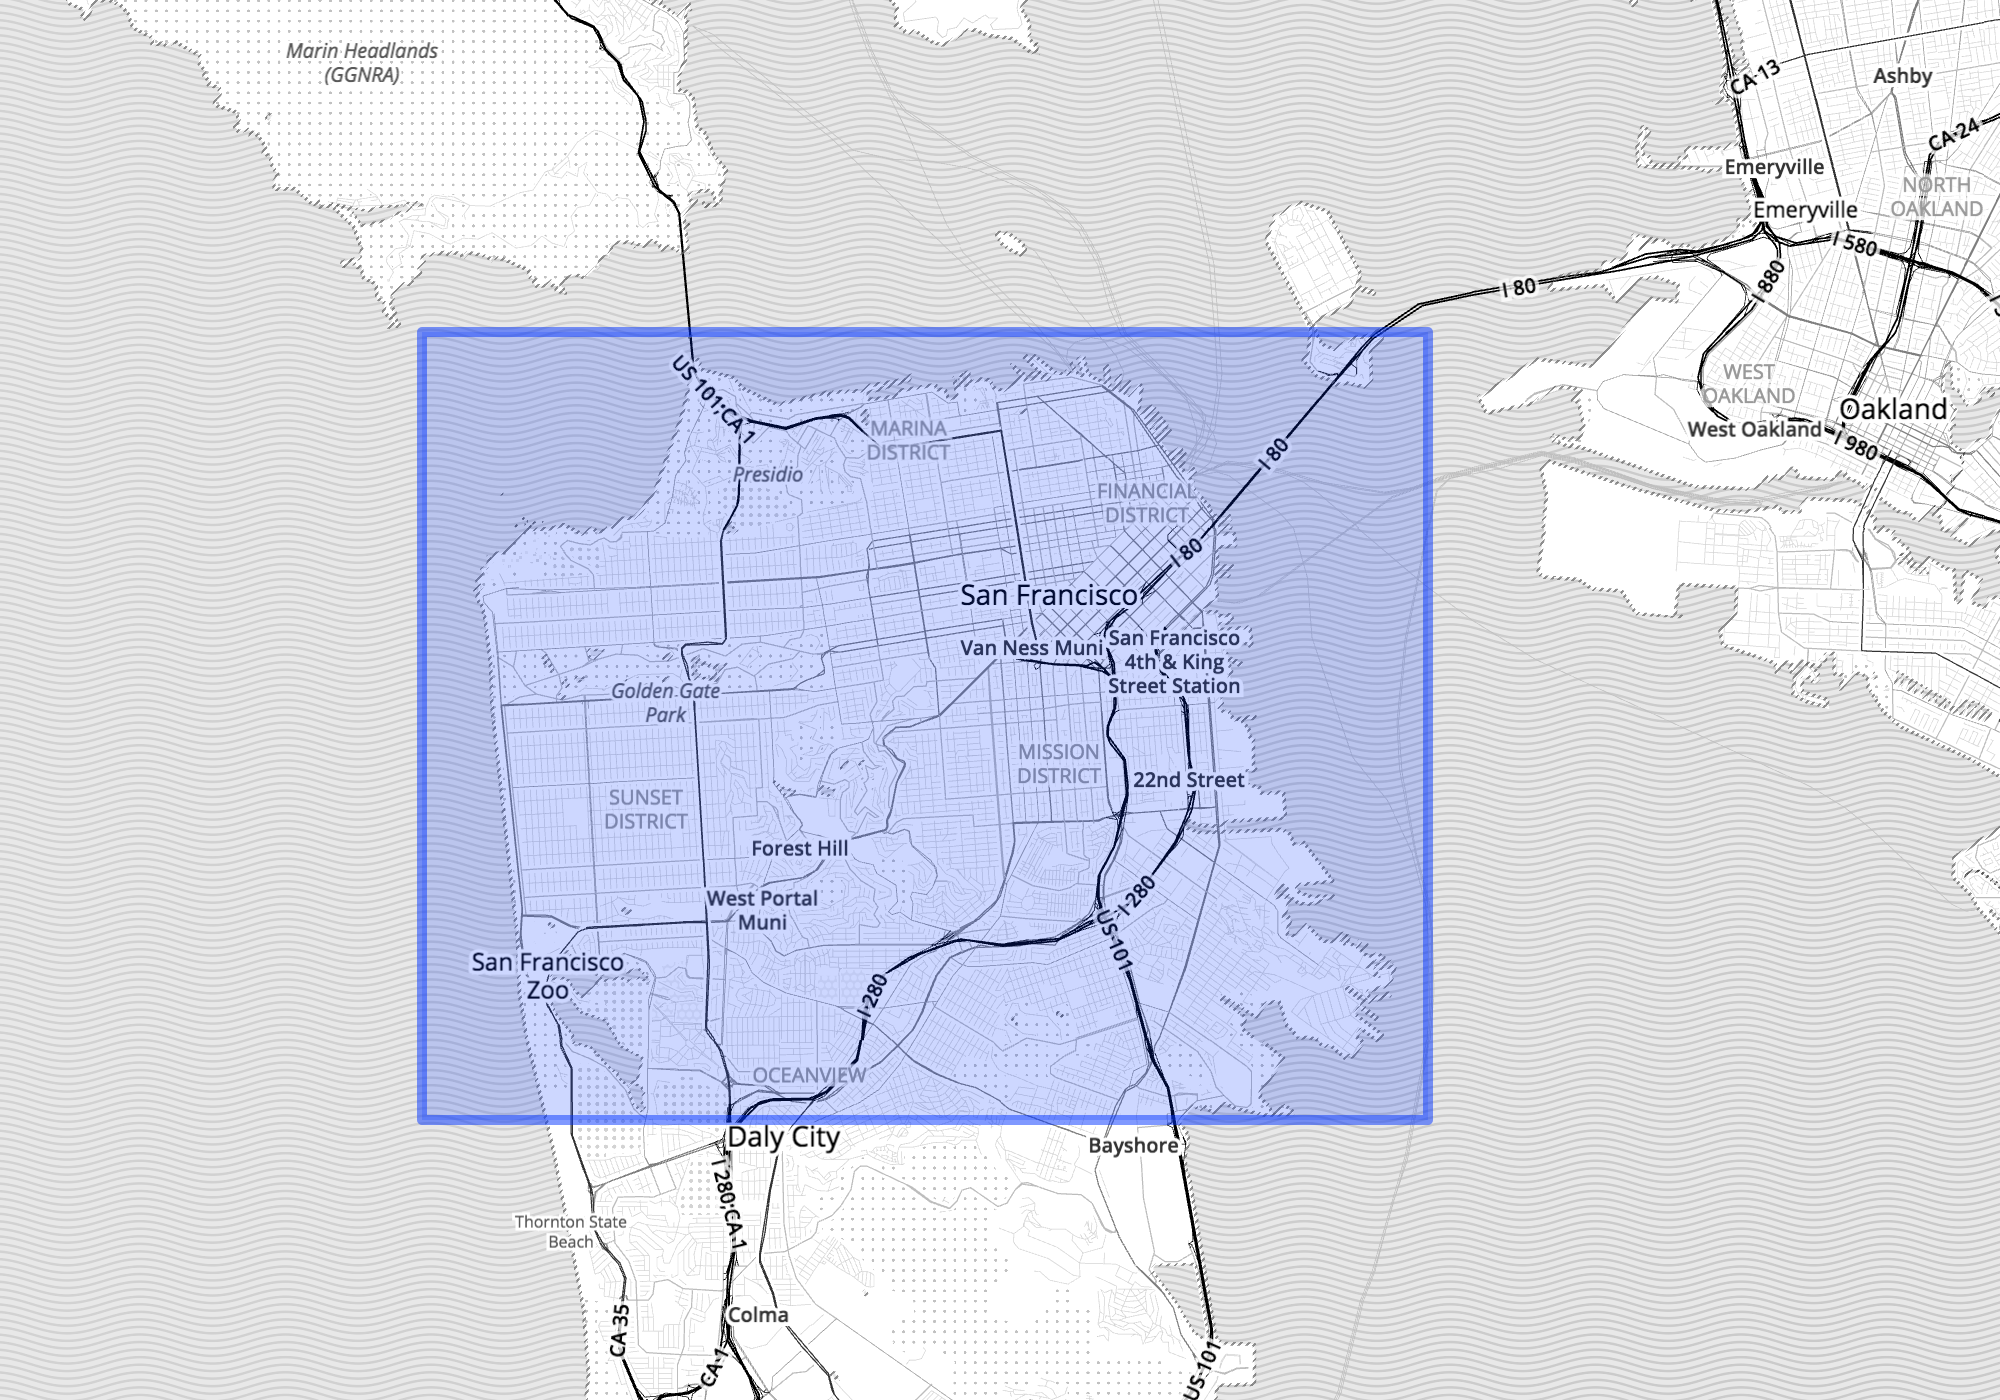 Marin Headlands
(GGNRA)
CA 13
Ashby
CA 24
Emeryville
NORTH
OAKLAND
Emeryville
I 580
I 880
I 80
US 101;CA 1
WEST
OAKLAND
Oakland
West Oakland
I 980
MARINA
DISTRICT
I 80
Presidio
FINANCIAL
DISTRICT
I 80
San Francisco
Van Ness Muni
San Francisco
4th & King
Street Station
Golden Gate
Park
MISSION
DISTRICT
22nd Street
SUNSET
DISTRICT
Forest Hill
West Portal
Muni
I 280
US 101
San Francisco
Zoo
I 280
OCEANVIEW
Daly City
Bayshore
I 280;CA 1
Thornton State
Beach
Colma
CA 35
CA 1
US 101